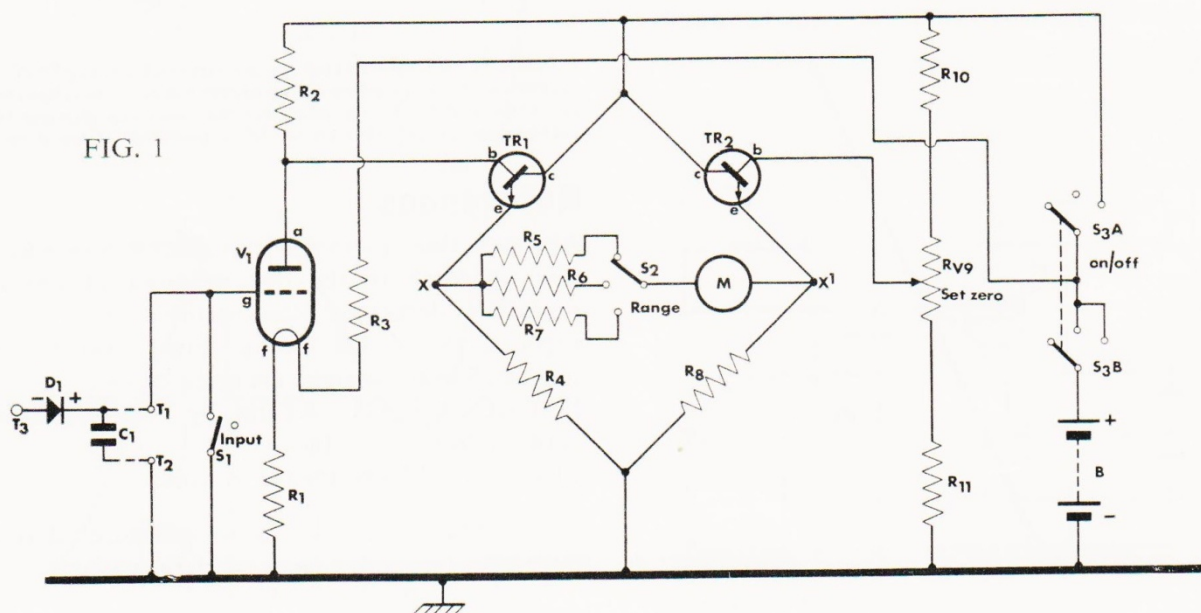 FIG. 1
R2
R10
TR1
b
c
e
TR2
b
c
e
a
V1
g
f
f
R3
R5
R6
R7
S2
Range
M
X
X1
R4
R8
RV9
Set zero
S3A
on/off
S3B
D1
- +
T3
C1
T1
T2
Input
S1
R1
R11
+
B
-